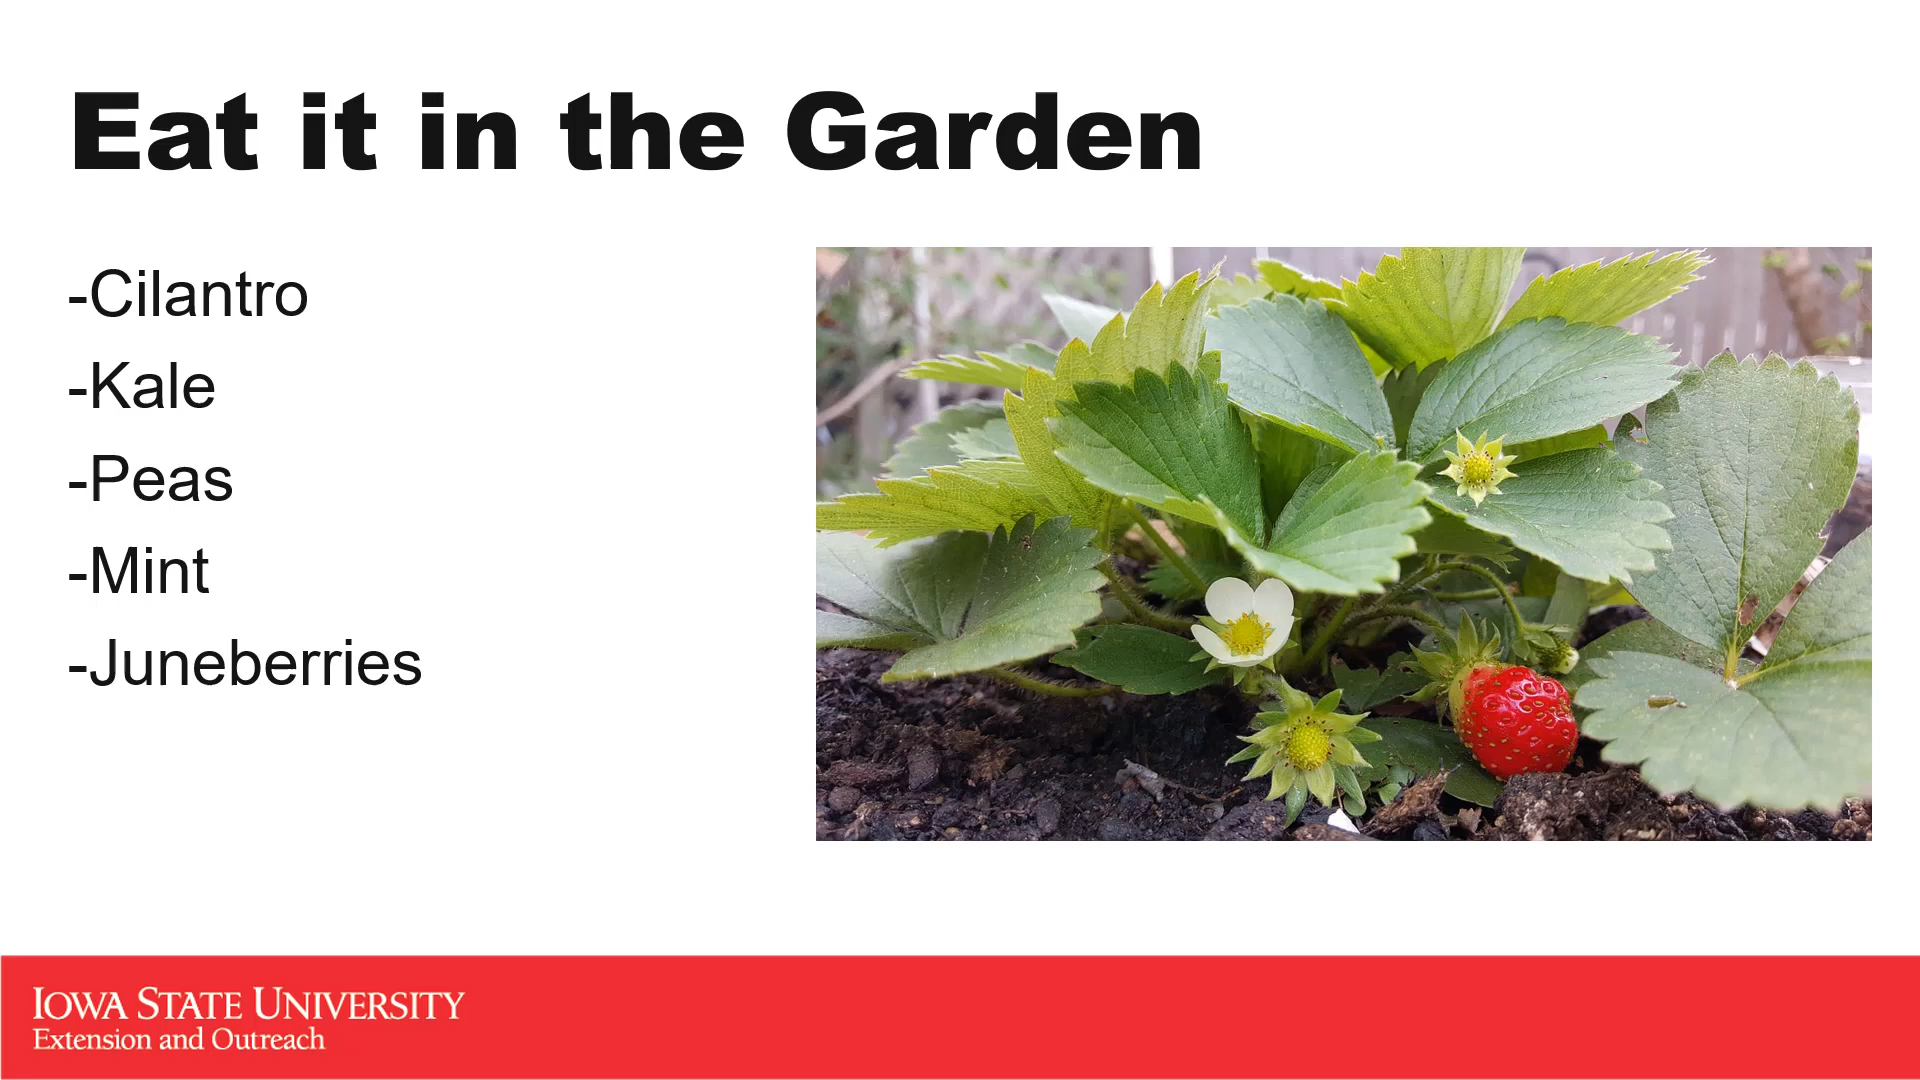 Eat it in the Garden
-Cilantro
-Kale
-Peas
-Mint
-Juneberries
IOWA STATE UNIVERSITY
Extension and Outreach